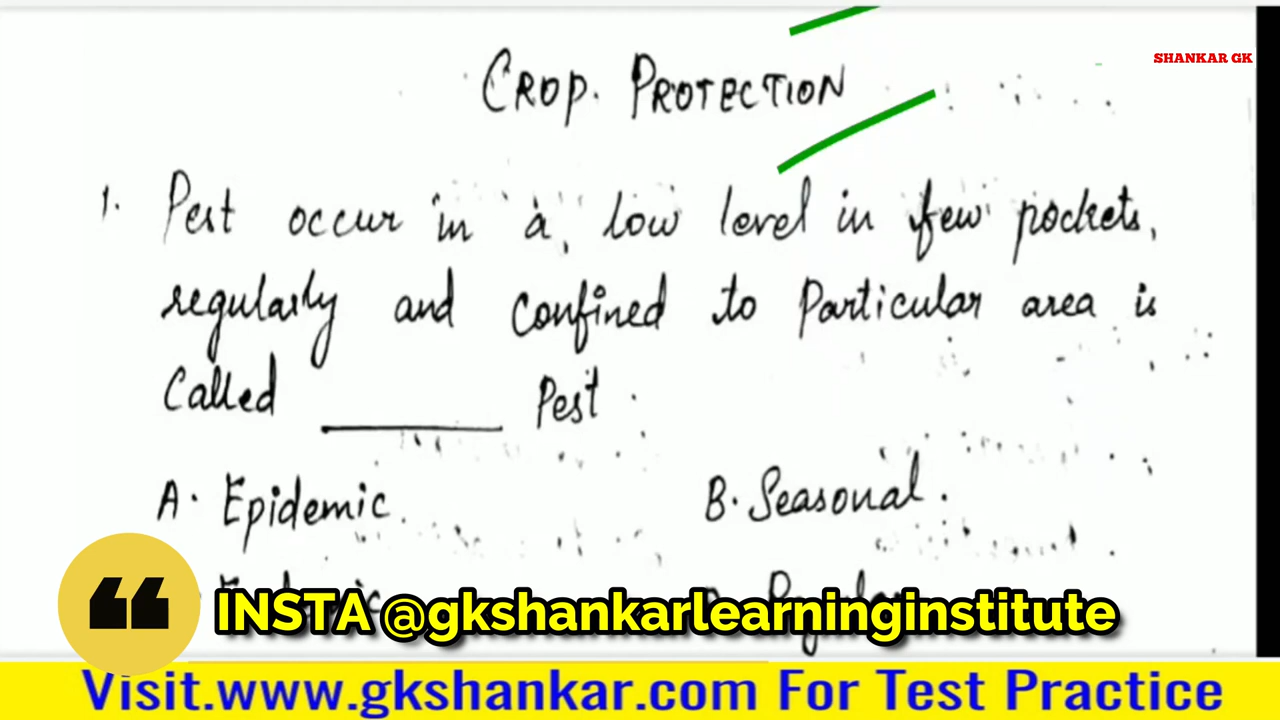 SHANKAR GK
CROP. PROTECTION
1. Pest occur in a low level in few pockets,
regularly and confined to Particular area is
Called ________ Pest.
A. Epidemic.
B. Seasonal.
INSTA @gkshankarlearninginstitute
Visit.www.gkshankar.com For Test Practice